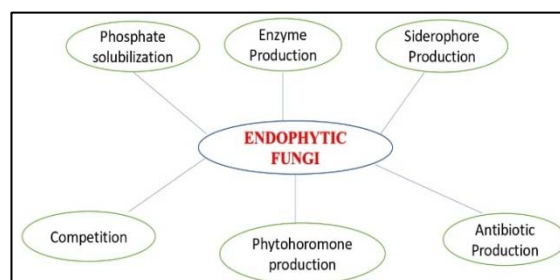 Phosphate
solubilization
Enzyme
Production
Siderophore
Production
ENDOPHYTIC
FUNGI
Competition
Phytohoromone
production
Antibiotic
Production